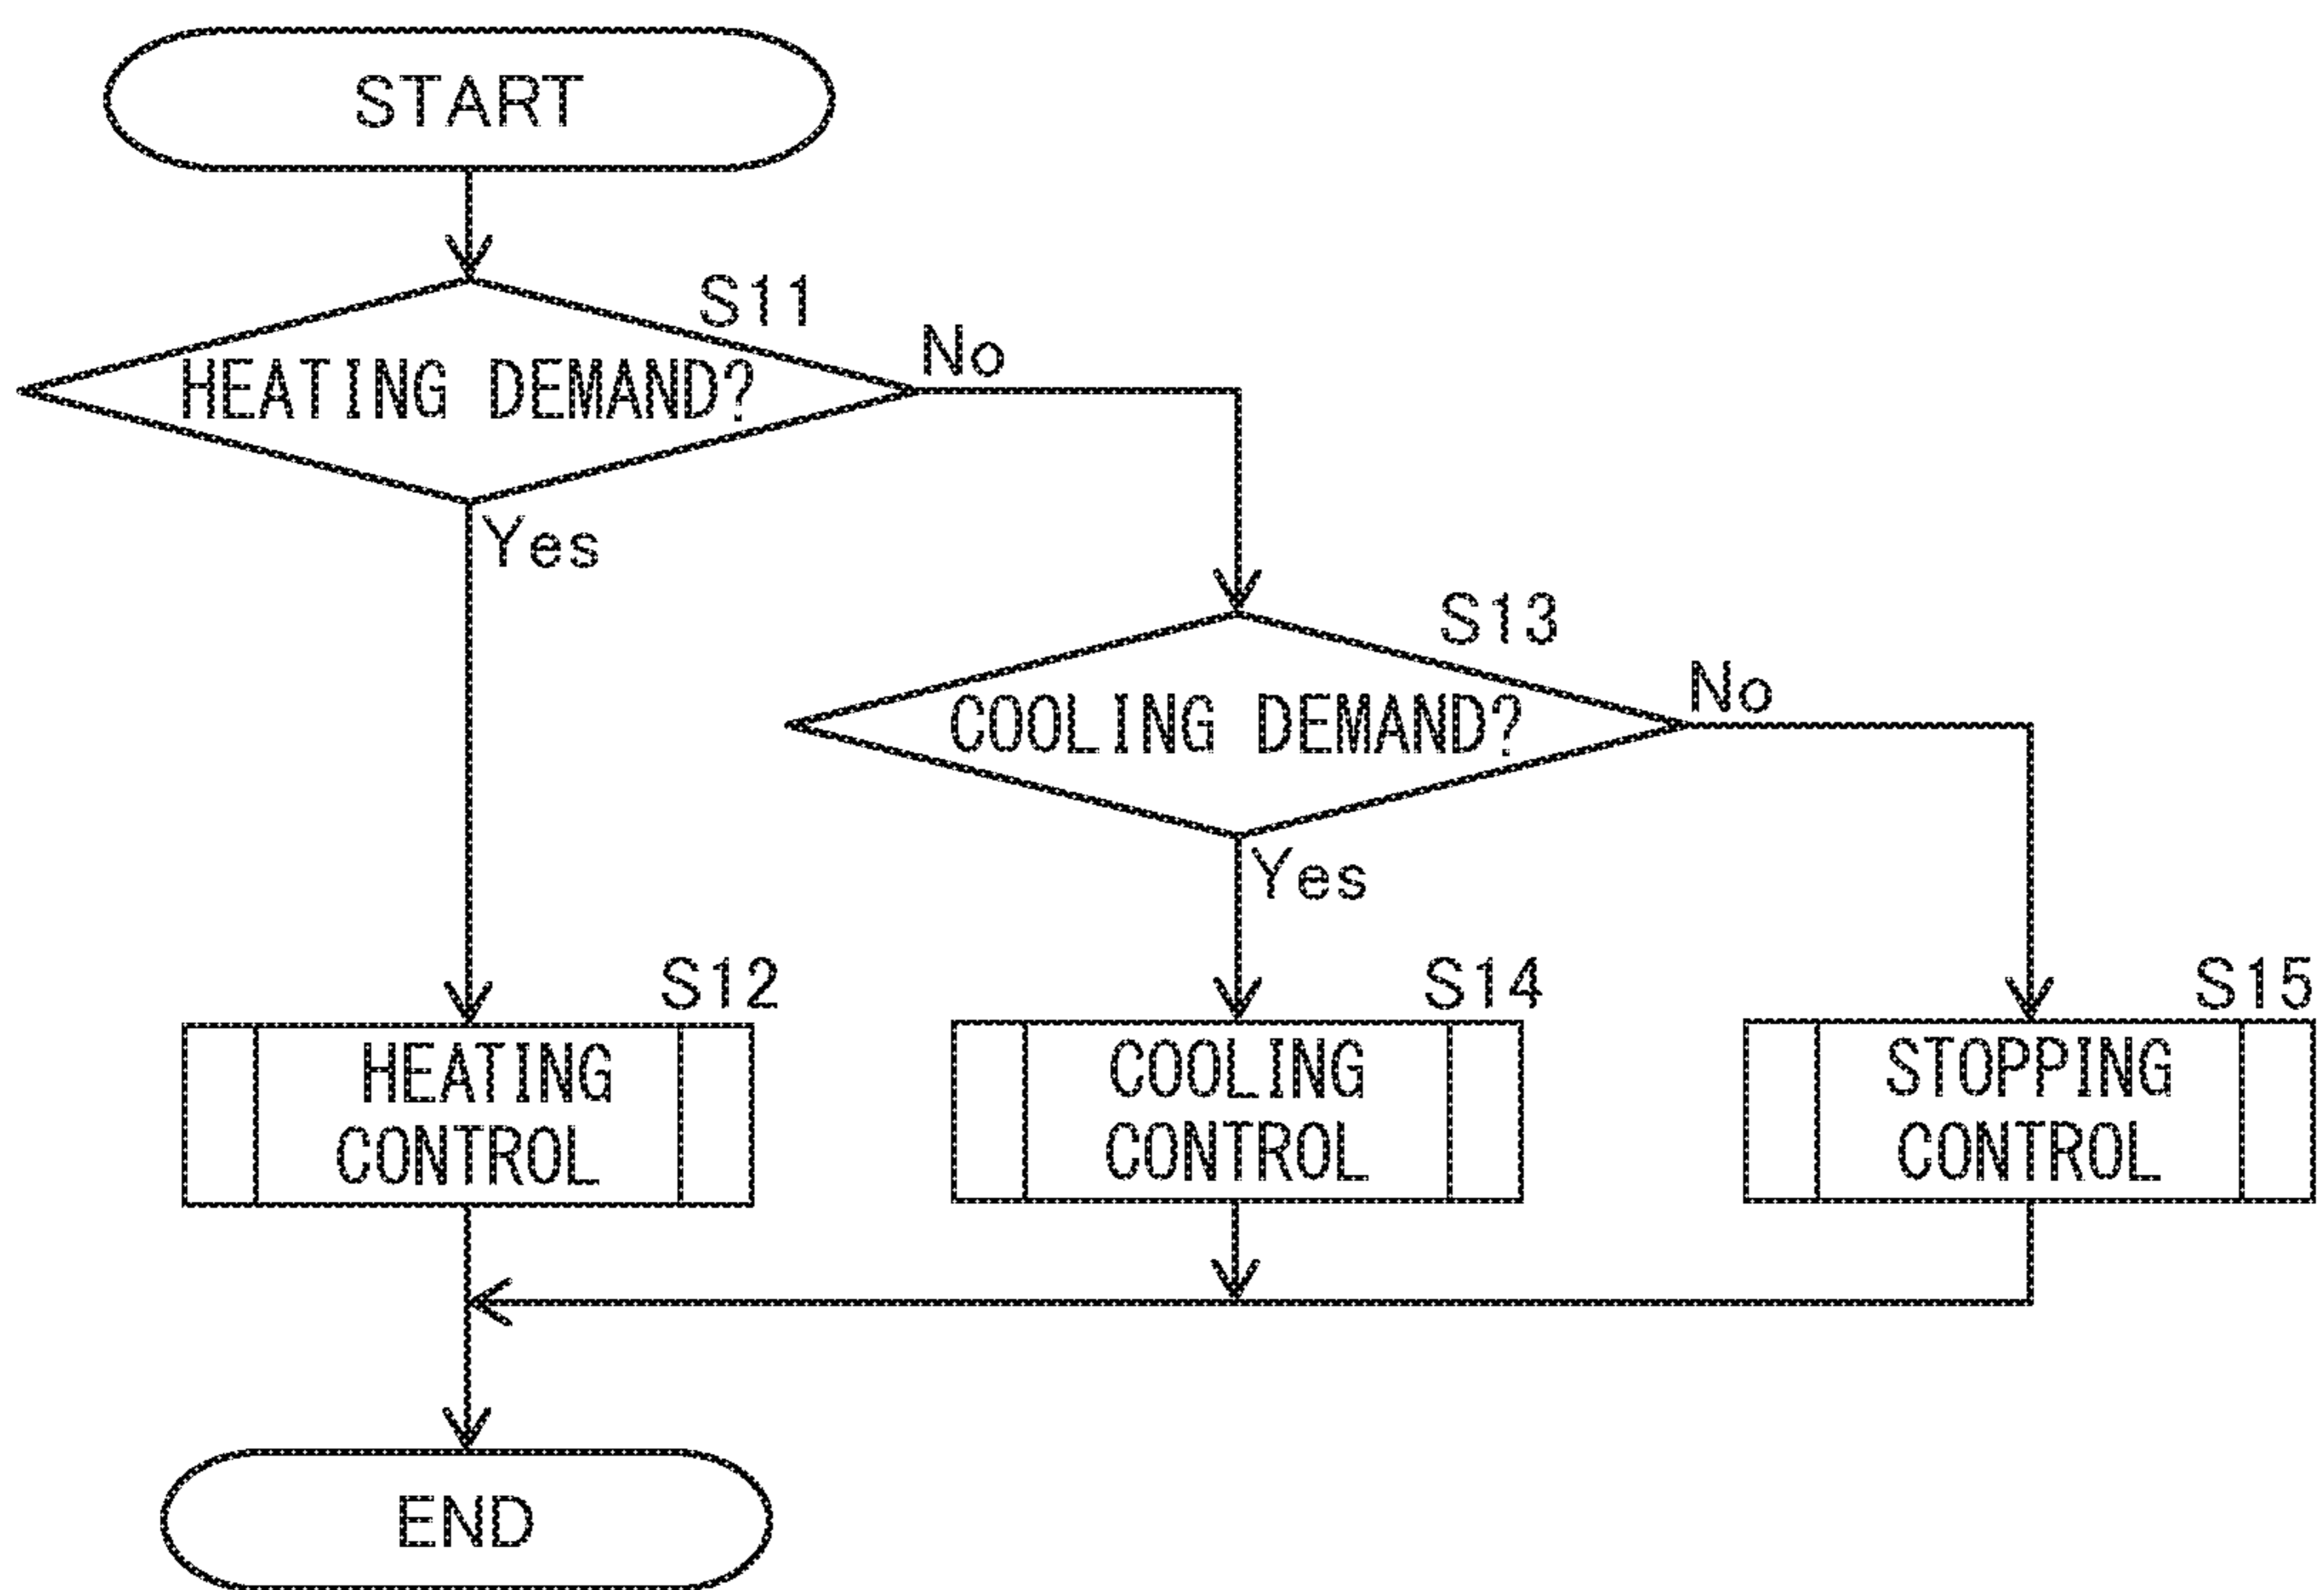 START
S11
HEATING DEMAND?
No
Yes
S13
COOLING DEMAND?
No
Yes
S12
HEATING
CONTROL
S14
COOLING
CONTROL
S15
STOPPING
CONTROL
END